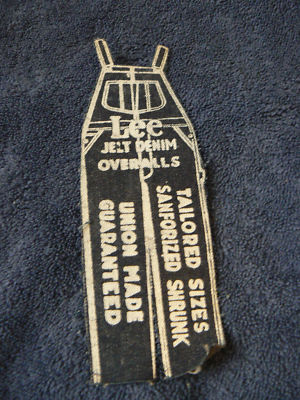 Lee
JELT DENIM
OVERALLS
UNION MADE
GUARANTEED
TAILORED SIZES
SANFORIZED SHRUNK